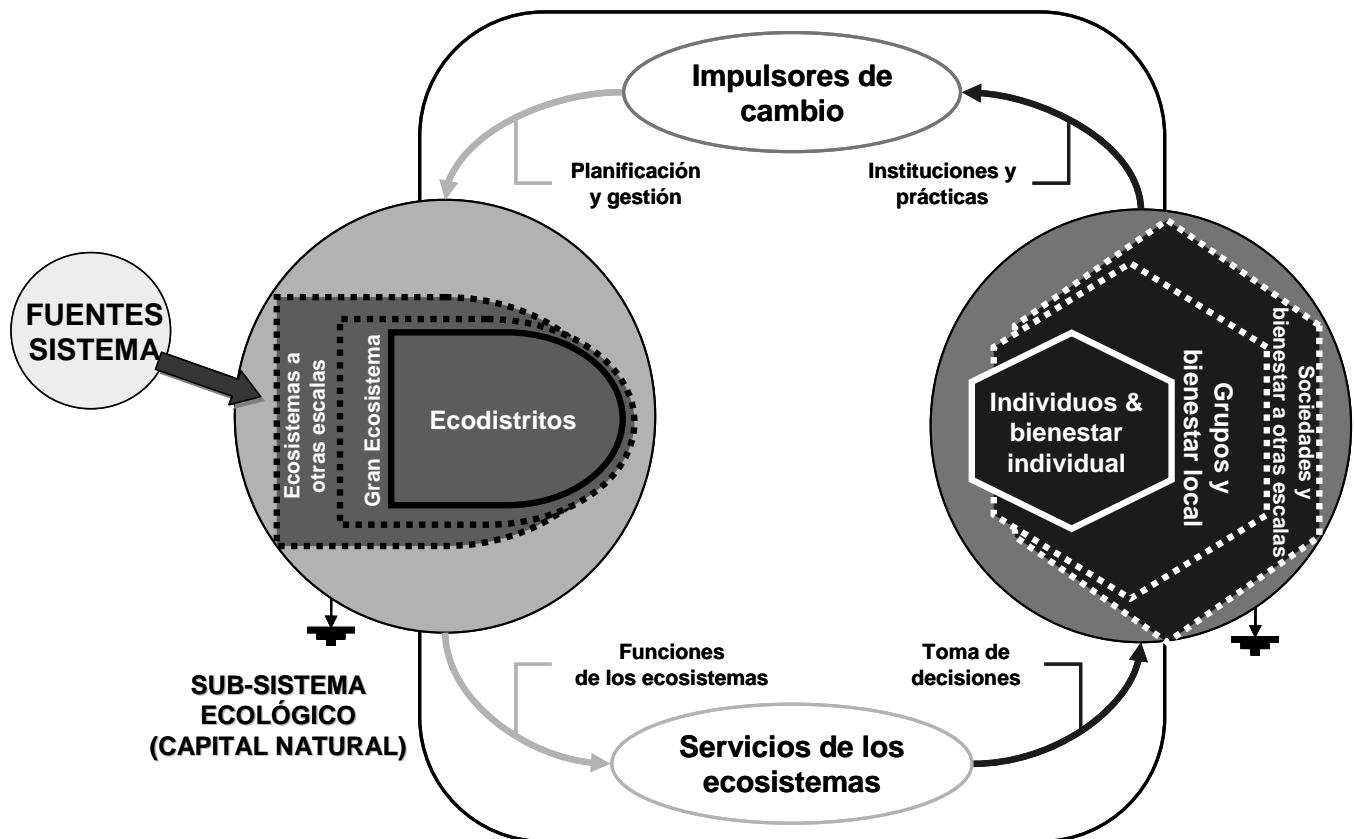 Impulsores de
cambio
Planificación
y gestión
Instituciones y
prácticas
FUENTES
SISTEMA
Ecosistemas a
otras escalas
Gran Ecosistema
Ecodistritos
Individuos &
bienestar
individual
Grupos y
bienestar local
Sociedades y
bienestar a otras escalas
Funciones
de los ecosistemas
Toma de
decisiones
SUB-SISTEMA
ECOLÓGICO
(CAPITAL NATURAL)
Servicios de los
ecosistemas